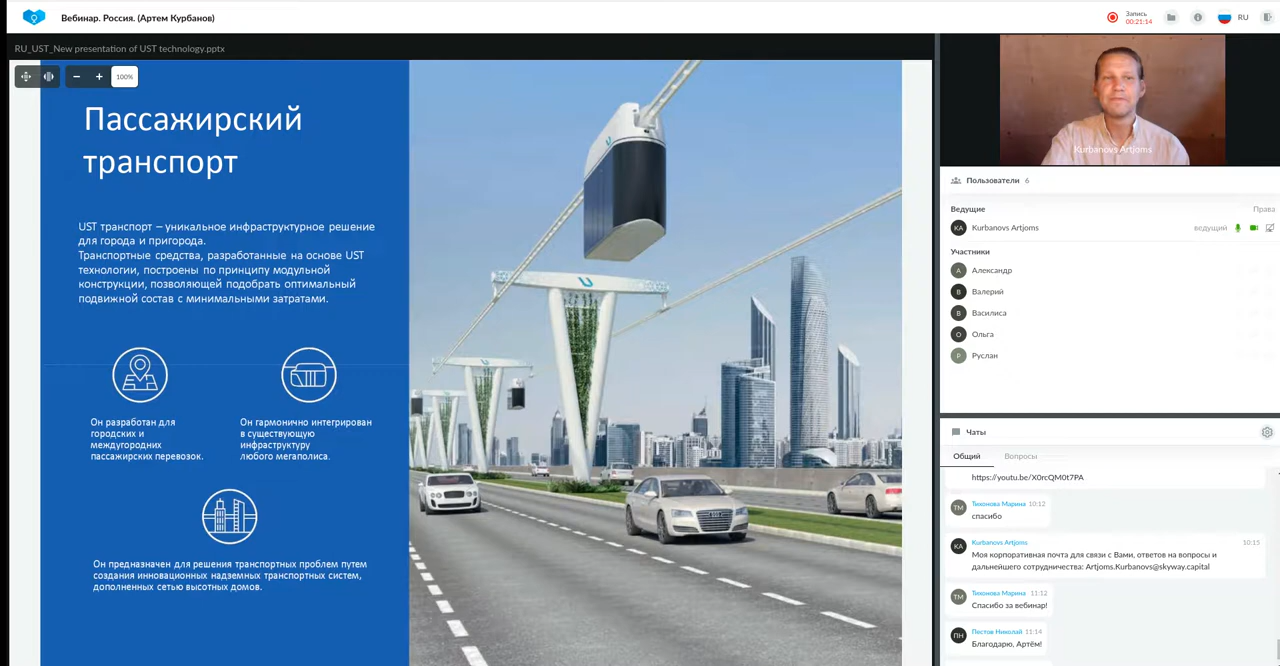 Вебинар. Россия. (Артем Курбанов)
Запись
00:21:14
RU
RU_UST_New presentation of UST technology.pptx
100%
Пассажирский
транспорт
UST транспорт – уникальное инфраструктурное решение
для города и пригорода.
Транспортные средства, разработанные на основе UST
технологии, построены по принципу модульной
конструкции, позволяющей подобрать оптимальный
подвижной состав с минимальными затратами.
Он разработан для
городских и
междугородних
пассажирских перевозок.
Он гармонично интегрирован
в существующую
инфраструктуру
любого мегаполиса.
Он предназначен для решения транспортных проблем путем
создания инновационных надземных транспортных систем,
дополненных сетью высотных домов.
Kurbanovs Artjoms
Пользователи 6
Ведущие
Права
KA Kurbanovs Artjoms ведущий
Участники
А Александр
В Валерий
В Василиса
О Ольга
Р Руслан
Чаты
Общий Вопросы
https://youtu.be/X0rcQM0t7PA
ТМ Тихонова Марина 10:12
спасибо
KA Kurbanovs Artjoms 10:15
Моя корпоративная почта для связи с Вами, ответов на вопросы и
дальнейшего сотрудничества: Artjoms.Kurbanovs@skyway.capital
ТМ Тихонова Марина 11:12
Спасибо за вебинар!
ПН Пестов Николай 11:14
Благодарю, Артём!